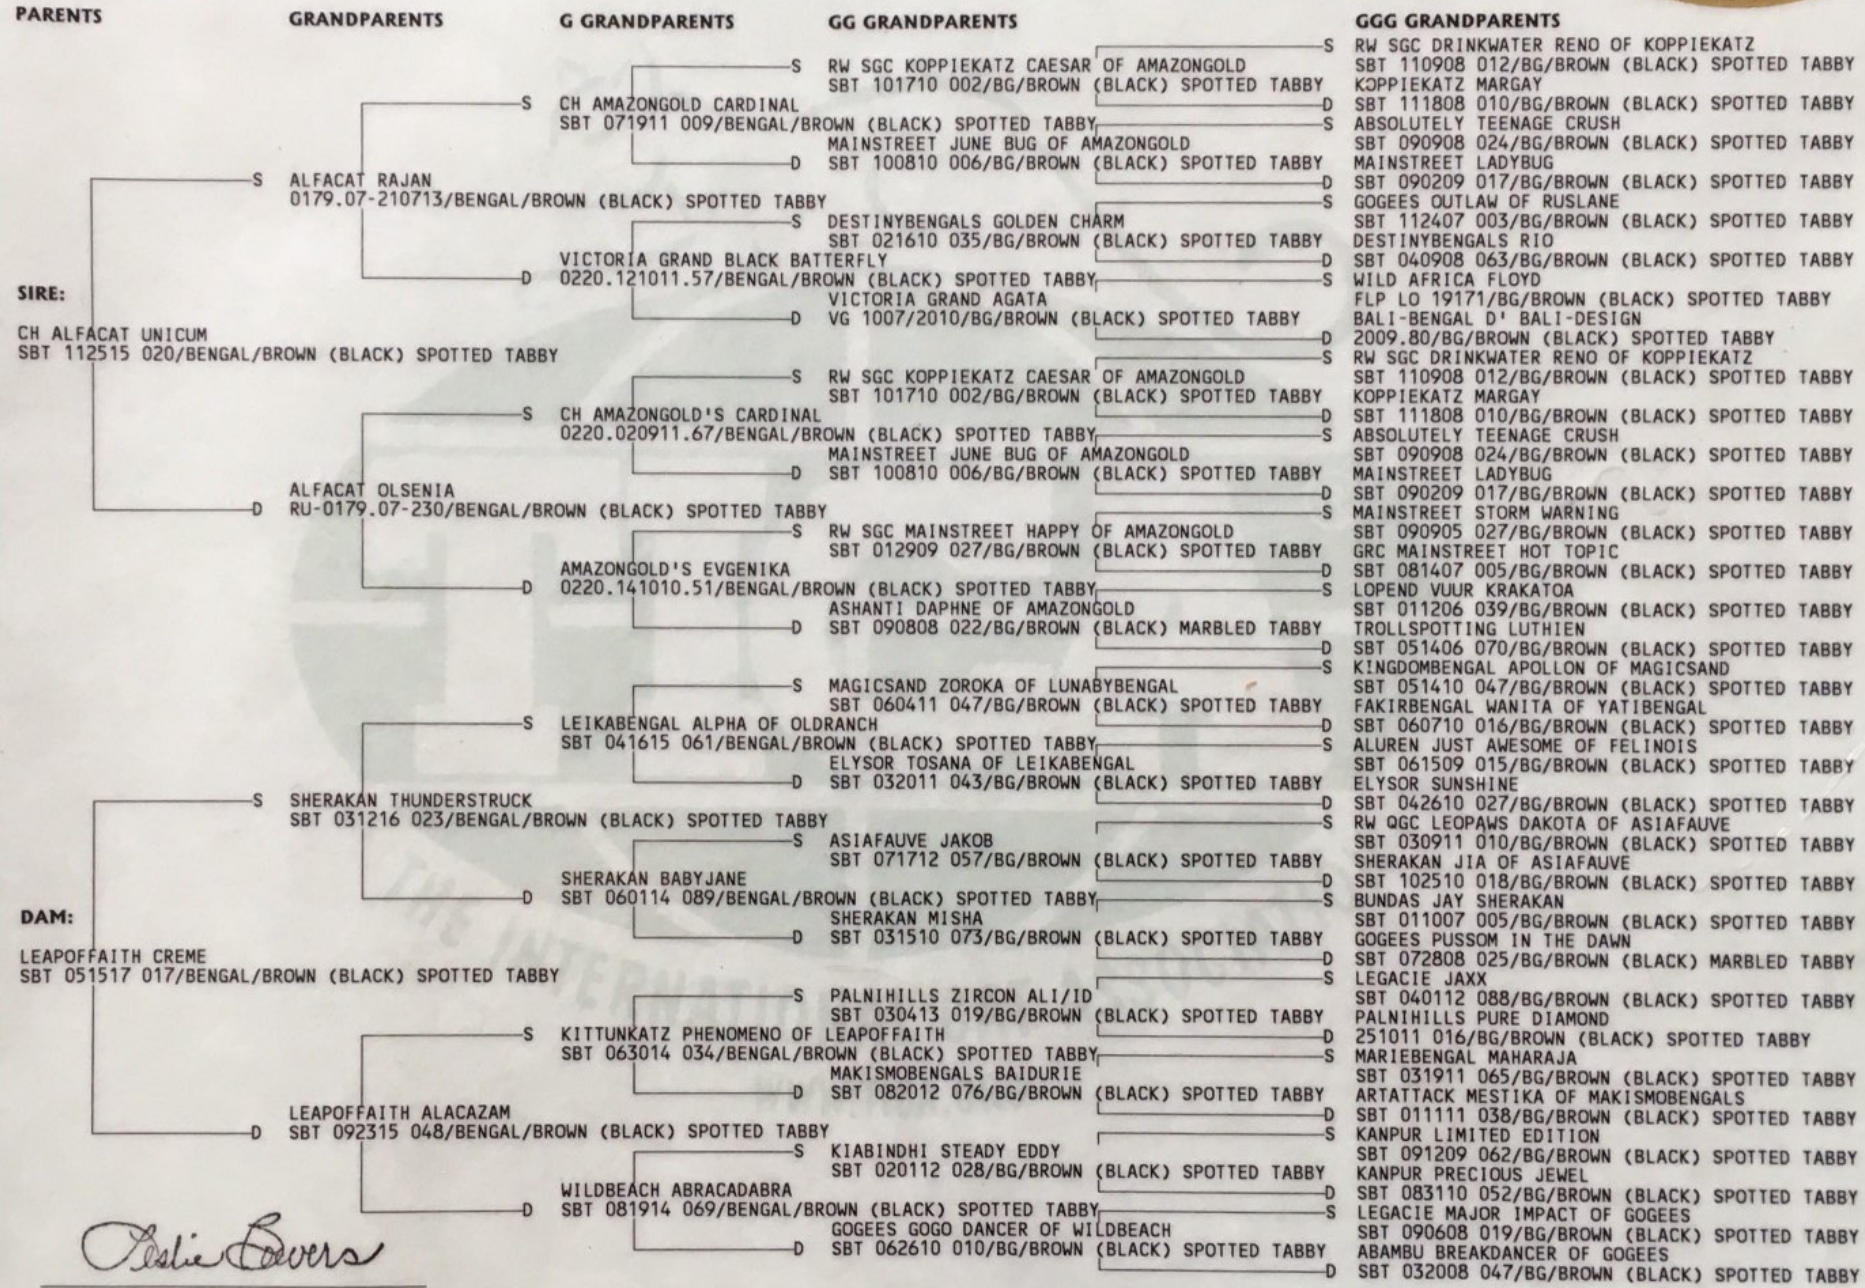 PARENTS
GRANDPARENTS
G GRANDPARENTS
GG GRANDPARENTS
GGG GRANDPARENTS
SIRE:
CH ALFACAT UNICUM
SBT 112515 020/BENGAL/BROWN (BLACK) SPOTTED TABBY
DAM:
LEAPOFFAITH CREME
SBT 051517 017/BENGAL/BROWN (BLACK) SPOTTED TABBY
Leslie Bowers
S ALFACAT RAJAN
0179.07-210713/BENGAL/BROWN (BLACK) SPOTTED TABBY
ALFACAT OLSENIA
D RU-0179.07-230/BENGAL/BROWN (BLACK) SPOTTED TABBY
S SHERAKAN THUNDERSTRUCK
SBT 031216 023/BENGAL/BROWN (BLACK) SPOTTED TABBY
LEAPOFFAITH ALACAZAM
D SBT 092315 048/BENGAL/BROWN (BLACK) SPOTTED TABBY
S CH AMAZONGOLD CARDINAL
SBT 071911 009/BENGAL/BROWN (BLACK) SPOTTED TABBY
VICTORIA GRAND BLACK BATTERFLY
D 0220.121011.57/BENGAL/BROWN (BLACK) SPOTTED TABBY
S CH AMAZONGOLD'S CARDINAL
0220.020911.67/BENGAL/BROWN (BLACK) SPOTTED TABBY
AMAZONGOLD'S EVGENIKA
D 0220.141010.51/BENGAL/BROWN (BLACK) SPOTTED TABBY
S LEIKABENGAL ALPHA OF OLDRANCH
SBT 041615 061/BENGAL/BROWN (BLACK) SPOTTED TABBY
SHERAKAN BABYJANE
D SBT 060114 089/BENGAL/BROWN (BLACK) SPOTTED TABBY
S KITTUNKATZ PHENOMENO OF LEAPOFFAITH
SBT 063014 034/BENGAL/BROWN (BLACK) SPOTTED TABBY
WILDBEACH ABRACADABRA
D SBT 081914 069/BENGAL/BROWN (BLACK) SPOTTED TABBY
S RW SGC KOPPIEKATZ CAESAR OF AMAZONGOLD
SBT 101710 002/BG/BROWN (BLACK) SPOTTED TABBY
MAINSTREET JUNE BUG OF AMAZONGOLD
D SBT 100810 006/BG/BROWN (BLACK) SPOTTED TABBY
S DESTINYBENGALS GOLDEN CHARM
SBT 021610 035/BG/BROWN (BLACK) SPOTTED TABBY
VICTORIA GRAND AGATA
D VG 1007/2010/BG/BROWN (BLACK) SPOTTED TABBY
S RW SGC KOPPIEKATZ CAESAR OF AMAZONGOLD
SBT 101710 002/BG/BROWN (BLACK) SPOTTED TABBY
MAINSTREET JUNE BUG OF AMAZONGOLD
D SBT 100810 006/BG/BROWN (BLACK) SPOTTED TABBY
S RW SGC MAINSTREET HAPPY OF AMAZONGOLD
SBT 012909 027/BG/BROWN (BLACK) SPOTTED TABBY
ASHANTI DAPHNE OF AMAZONGOLD
D SBT 090808 022/BG/BROWN (BLACK) MARBLED TABBY
S MAGICSAND ZOROKA OF LUNABYBENGAL
SBT 060411 047/BG/BROWN (BLACK) SPOTTED TABBY
ELYSOR TOSANA OF LEIKABENGAL
D SBT 032011 043/BG/BROWN (BLACK) SPOTTED TABBY
S ASIAFAUVE JAKOB
SBT 071712 057/BG/BROWN (BLACK) SPOTTED TABBY
SHERAKAN MISHA
D SBT 031510 073/BG/BROWN (BLACK) SPOTTED TABBY
S PALNIHILLS ZIRCON ALI/ID
SBT 030413 019/BG/BROWN (BLACK) SPOTTED TABBY
MAKISMOBENGALS BAIDURIE
D SBT 082012 076/BG/BROWN (BLACK) SPOTTED TABBY
S KIABINDHI STEADY EDDY
SBT 020112 028/BG/BROWN (BLACK) SPOTTED TABBY
GOGEES GOGO DANCER OF WILDBEACH
D SBT 062610 010/BG/BROWN (BLACK) SPOTTED TABBY
S RW SGC DRINKWATER RENO OF KOPPIEKATZ
SBT 110908 012/BG/BROWN (BLACK) SPOTTED TABBY
KOPPIEKATZ MARGAY
D SBT 111808 010/BG/BROWN (BLACK) SPOTTED TABBY
S ABSOLUTELY TEENAGE CRUSH
SBT 090908 024/BG/BROWN (BLACK) SPOTTED TABBY
MAINSTREET LADYBUG
D SBT 090209 017/BG/BROWN (BLACK) SPOTTED TABBY
S GOGEES OUTLAW OF RUSLANE
SBT 112407 003/BG/BROWN (BLACK) SPOTTED TABBY
DESTINYBENGALS RIO
D SBT 040908 063/BG/BROWN (BLACK) SPOTTED TABBY
S WILD AFRICA FLOYD
FLP LO 19171/BG/BROWN (BLACK) SPOTTED TABBY
BALI-BENGAL D' BALI-DESIGN
D 2009.80/BG/BROWN (BLACK) SPOTTED TABBY
S RW SGC DRINKWATER RENO OF KOPPIEKATZ
SBT 110908 012/BG/BROWN (BLACK) SPOTTED TABBY
KOPPIEKATZ MARGAY
D SBT 111808 010/BG/BROWN (BLACK) SPOTTED TABBY
S ABSOLUTELY TEENAGE CRUSH
SBT 090908 024/BG/BROWN (BLACK) SPOTTED TABBY
MAINSTREET LADYBUG
D SBT 090209 017/BG/BROWN (BLACK) SPOTTED TABBY
S MAINSTREET STORM WARNING
SBT 090905 027/BG/BROWN (BLACK) SPOTTED TABBY
GRC MAINSTREET HOT TOPIC
D SBT 081407 005/BG/BROWN (BLACK) SPOTTED TABBY
S LOPEND VUUR KRAKATOA
SBT 011206 039/BG/BROWN (BLACK) SPOTTED TABBY
TROLLSPOTTING LUTHIEN
D SBT 051406 070/BG/BROWN (BLACK) SPOTTED TABBY
S KINGDOMBENGAL APOLLON OF MAGICSAND
SBT 051410 047/BG/BROWN (BLACK) SPOTTED TABBY
FAKIRBENGAL WANITA OF YATIBENGAL
D SBT 060710 016/BG/BROWN (BLACK) SPOTTED TABBY
S ALUREN JUST AWESOME OF FELINOIS
SBT 061509 015/BG/BROWN (BLACK) SPOTTED TABBY
ELYSOR SUNSHINE
D SBT 042610 027/BG/BROWN (BLACK) SPOTTED TABBY
S RW QGC LEOPAWS DAKOTA OF ASIAFAUVE
SBT 030911 010/BG/BROWN (BLACK) SPOTTED TABBY
SHERAKAN JIA OF ASIAFAUVE
D SBT 102510 018/BG/BROWN (BLACK) SPOTTED TABBY
S BUNDAS JAY SHERAKAN
SBT 011007 005/BG/BROWN (BLACK) SPOTTED TABBY
GOGEES PUSSOM IN THE DAWN
D SBT 072808 025/BG/BROWN (BLACK) MARBLED TABBY
S LEGACIE JAXX
SBT 040112 088/BG/BROWN (BLACK) SPOTTED TABBY
PALNIHILLS PURE DIAMOND
D 251011 016/BG/BROWN (BLACK) SPOTTED TABBY
S MARIEBENGAL MAHARAJA
SBT 031911 065/BG/BROWN (BLACK) SPOTTED TABBY
ARTATTACK MESTIKA OF MAKISMOBENGALS
D SBT 011111 038/BG/BROWN (BLACK) SPOTTED TABBY
S KANPUR LIMITED EDITION
SBT 091209 062/BG/BROWN (BLACK) SPOTTED TABBY
KANPUR PRECIOUS JEWEL
D SBT 083110 052/BG/BROWN (BLACK) SPOTTED TABBY
S LEGACIE MAJOR IMPACT OF GOGEES
SBT 090608 019/BG/BROWN (BLACK) SPOTTED TABBY
ABAMBU BREAKDANCER OF GOGEES
D SBT 032008 047/BG/BROWN (BLACK) SPOTTED TABBY
THE INTERNATIONAL